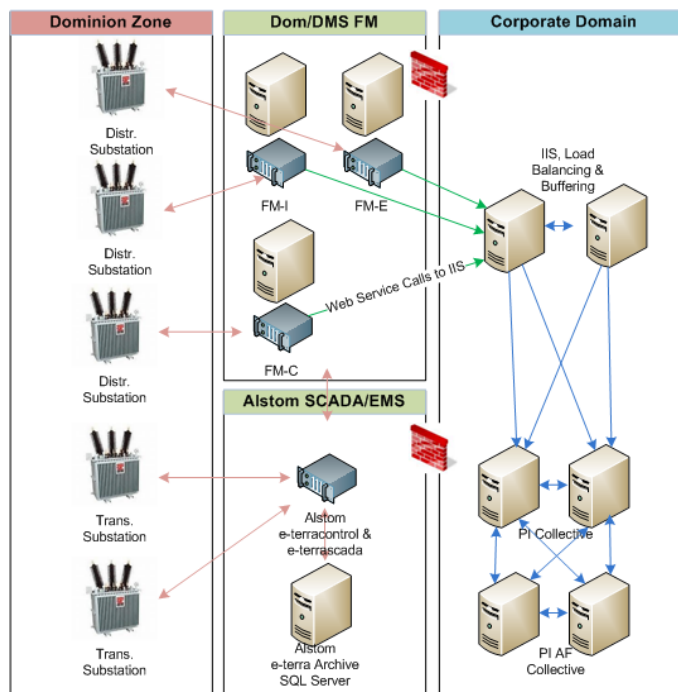 Dominion Zone
Dom/DMS FM
Corporate Domain
Distr.
Substation
FM-I
FM-E
IIS, Load
Balancing &
Buffering
Distr.
Substation
Web Service Calls to IIS
FM-C
Distr.
Substation
Alstom SCADA/EMS
Trans.
Substation
Alstom
e-terracontrol &
e-terrascada
PI Collective
Trans.
Substation
Alstom
e-terra Archive
SQL Server
PI AF
Collective